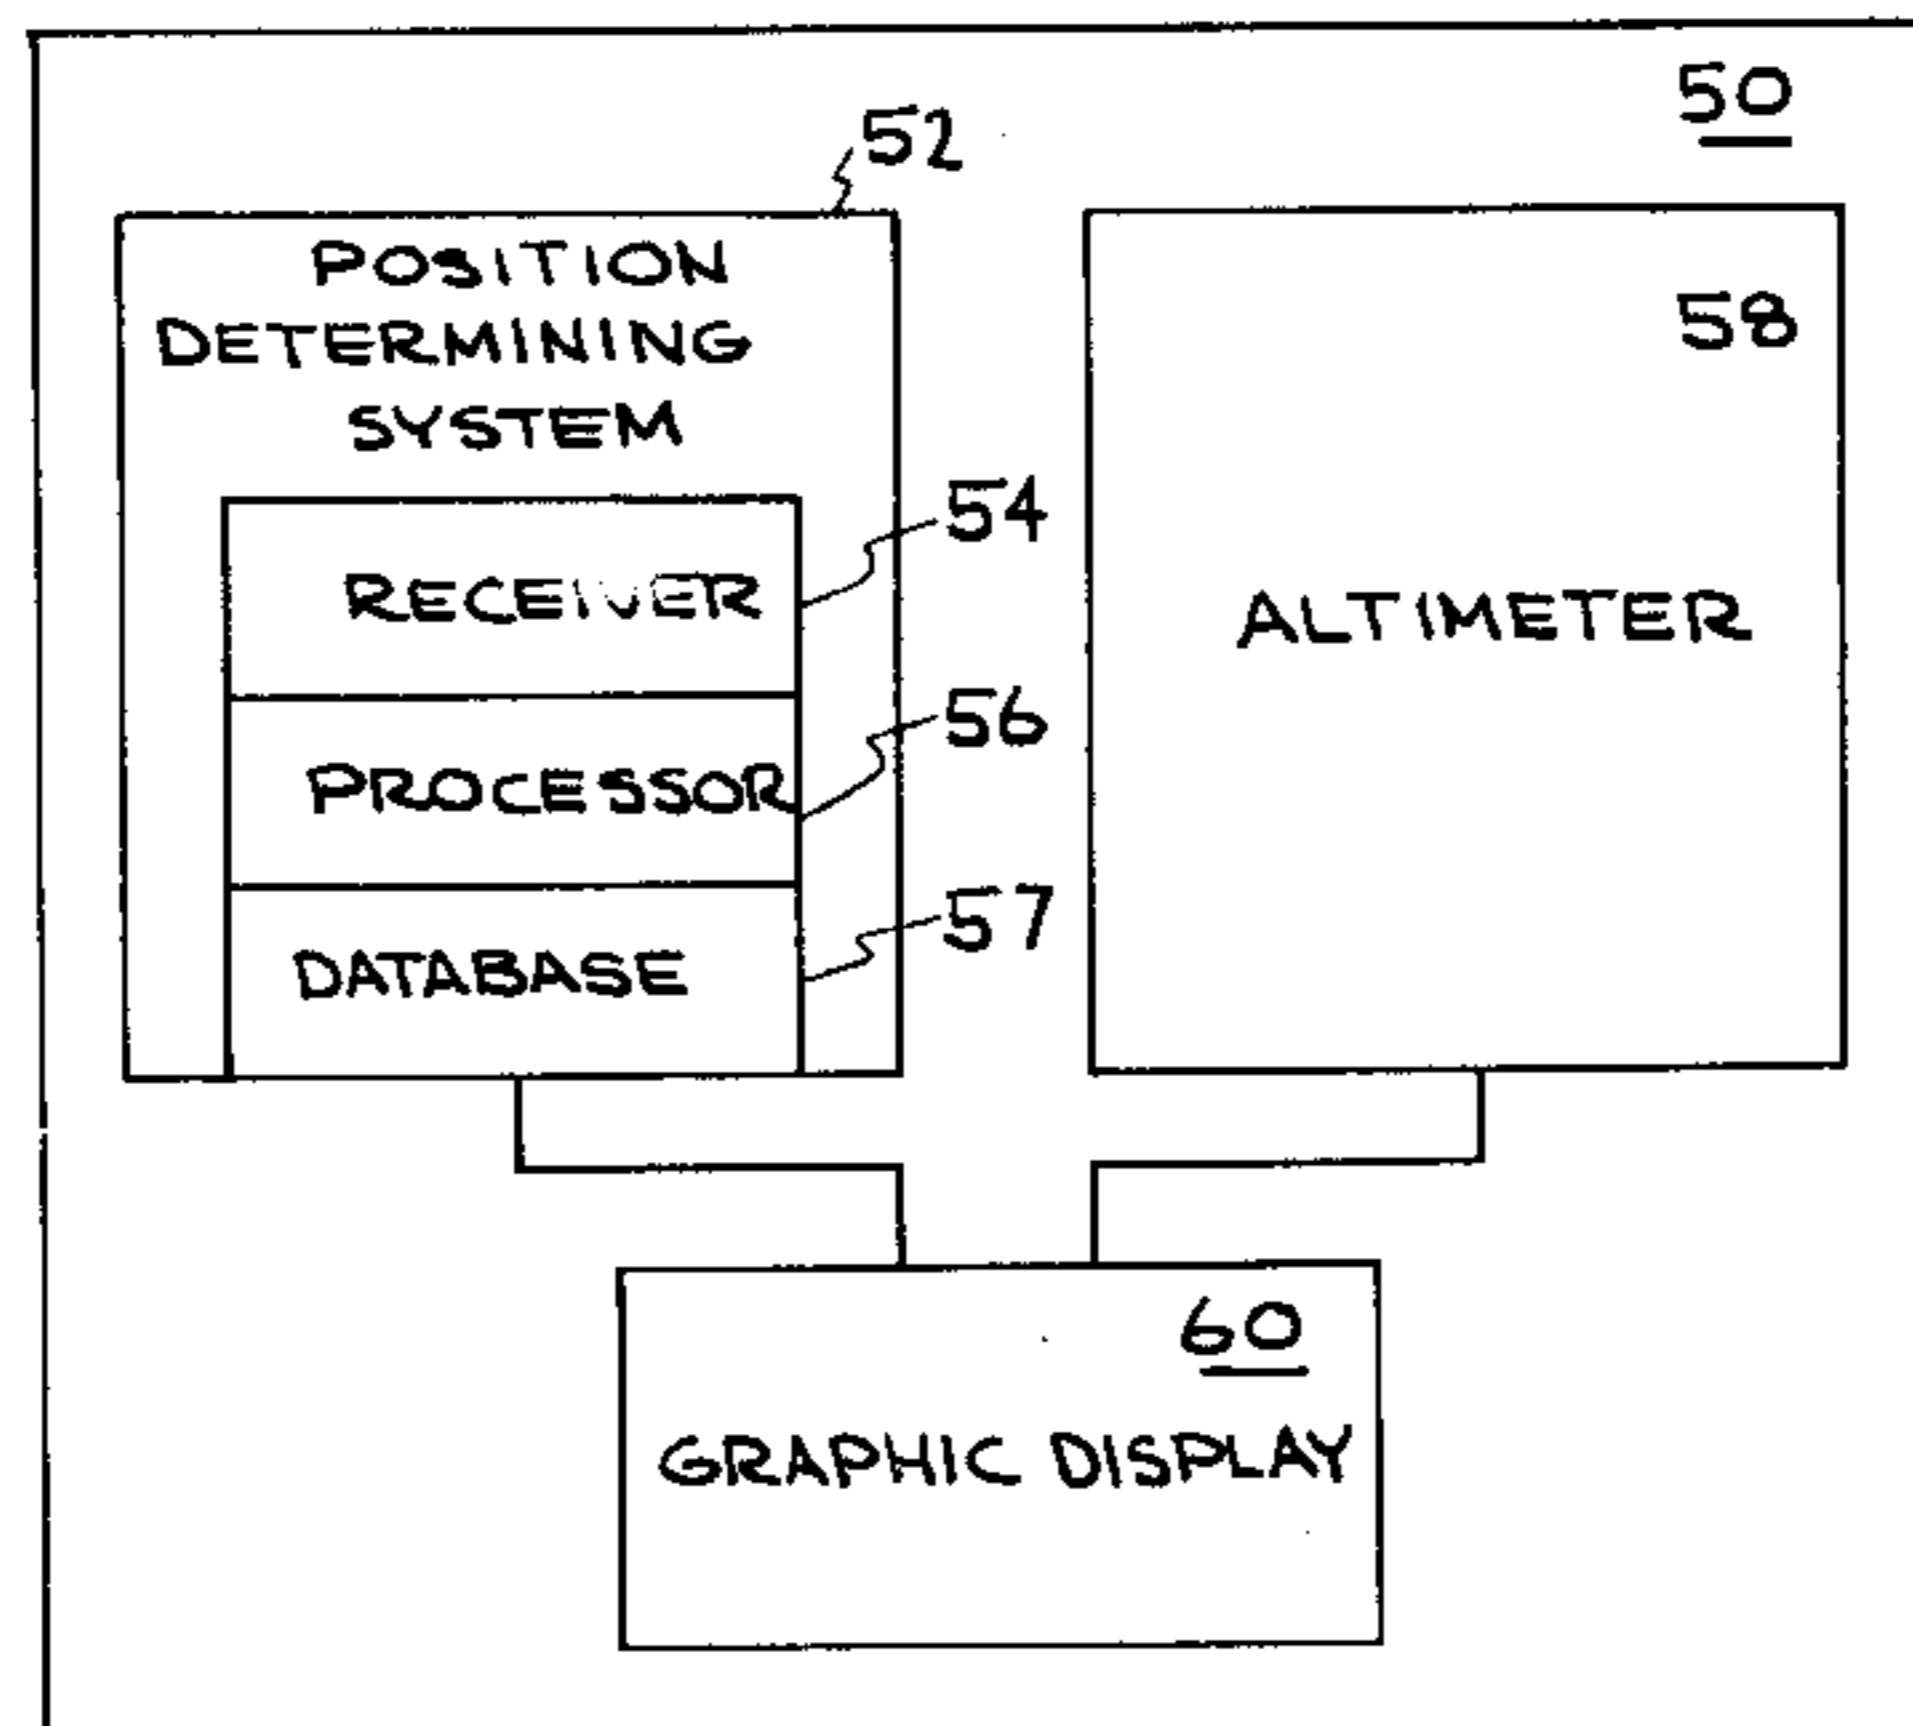 50
52
POSITION
DETERMINING
SYSTEM
58
54
RECEIVER
ALTIMETER
56
PROCESSOR
57
DATABASE
60
GRAPHIC DISPLAY